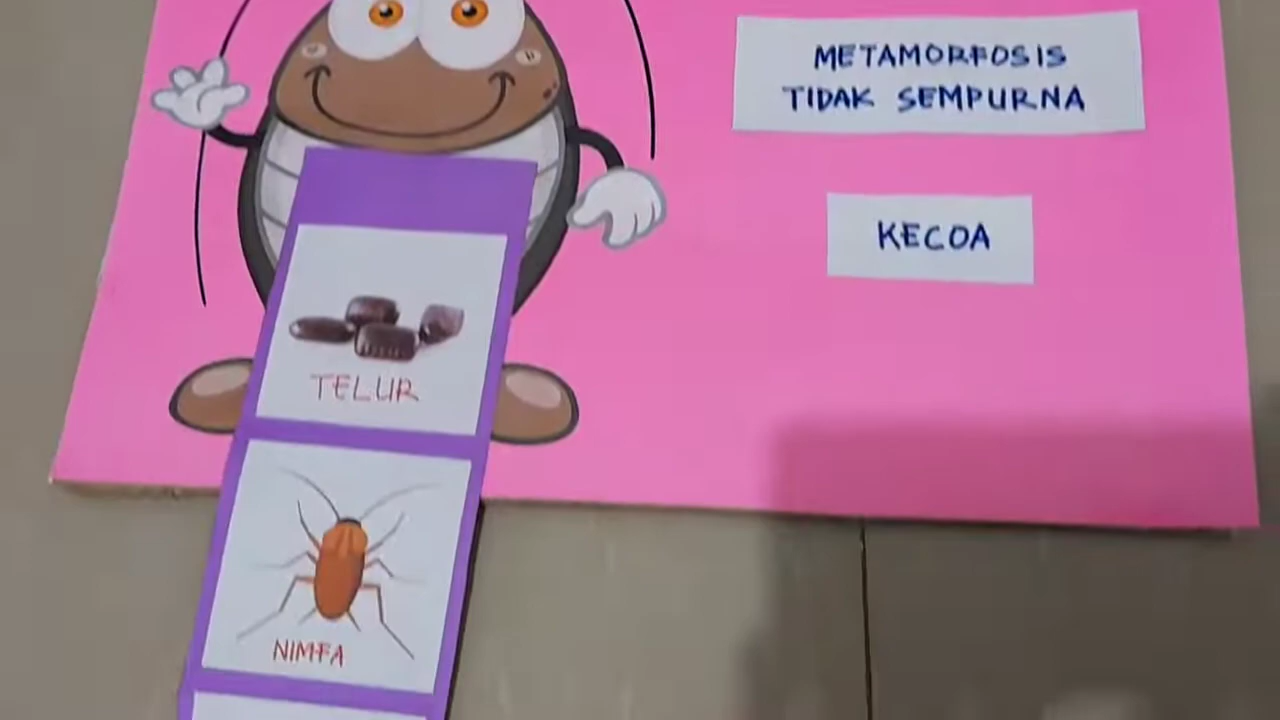 METAMORFOSIS
TIDAK SEMPURNA
KECOA
TELUR
NIMFA